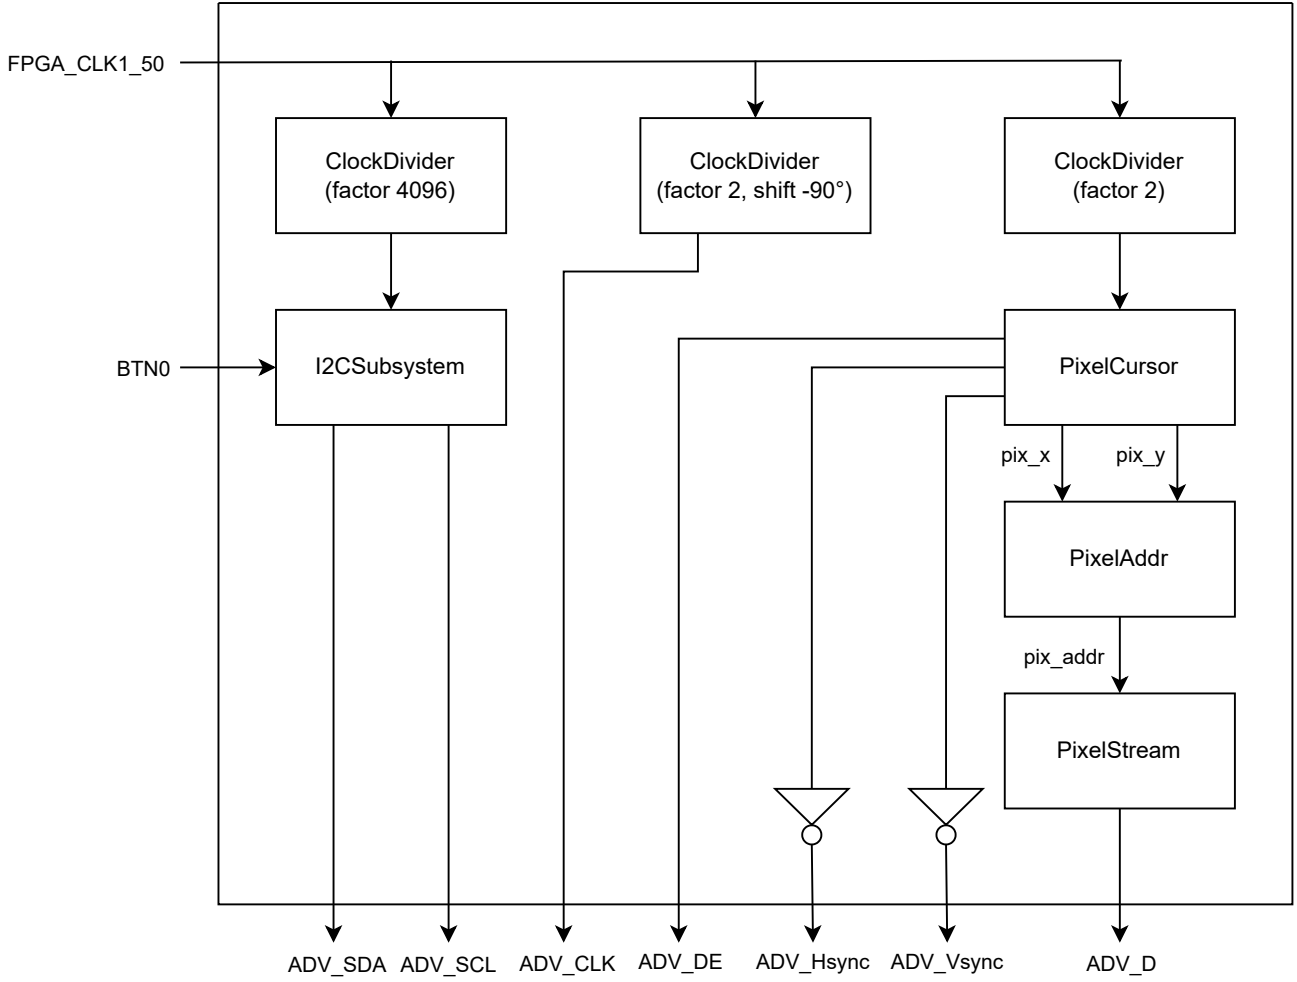 FPGA_CLK1_50
ClockDivider
(factor 4096)
ClockDivider
(factor 2, shift -90°)
ClockDivider
(factor 2)
BTN0
I2CSubsystem
PixelCursor
pix_x
pix_y
PixelAddr
pix_addr
PixelStream
ADV_SDA
ADV_SCL
ADV_CLK
ADV_DE
ADV_Hsync
ADV_Vsync
ADV_D